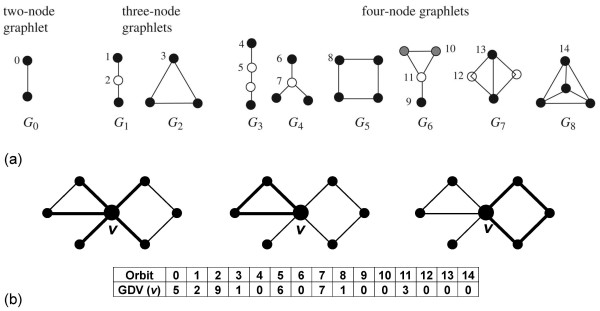 two-node graphlet
three-node graphlets
four-node graphlets
0
G0
1
2
G1
3
G2
4
5
G3
6
7
G4
8
G5
10
11
9
G6
13
12
G7
14
G8
(a)
v
v
v
Orbit 0 1 2 3 4 5 6 7 8 9 10 11 12 13 14
GDV (v) 5 2 9 1 0 6 0 7 1 0 0 3 0 0 0
(b)